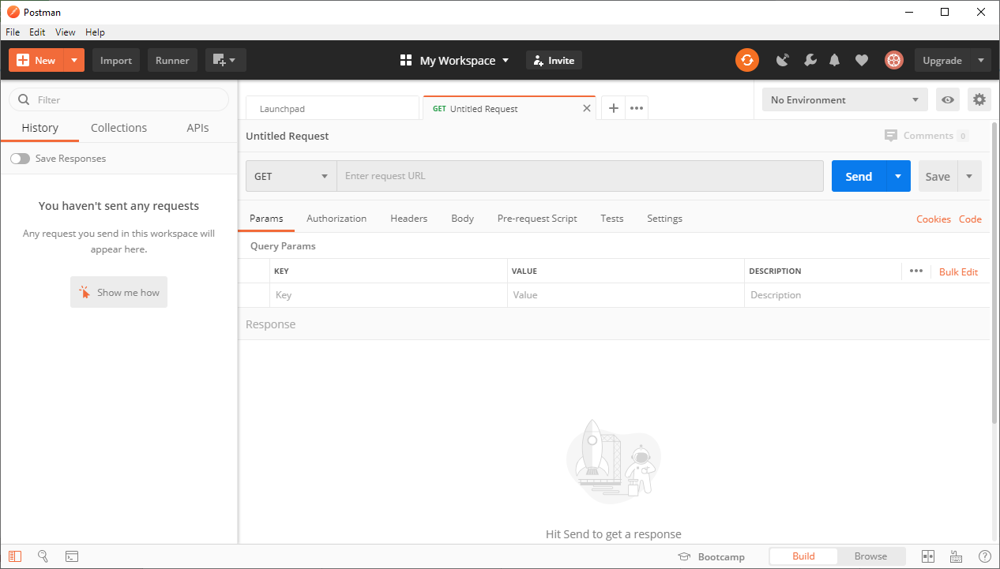 Postman
File Edit View Help
New Import Runner My Workspace Invite Upgrade
Filter
History Collections APIs
Save Responses
You haven't sent any requests
Any request you send in this workspace will
appear here.
Show me how
Launchpad GET Untitled Request No Environment
Untitled Request Comments 0
GET Enter request URL Send Save
Params Authorization Headers Body Pre-request Script Tests Settings Cookies Code
Query Params
KEY VALUE DESCRIPTION Bulk Edit
Key Value Description
Response
Hit Send to get a response
Bootcamp Build Browse